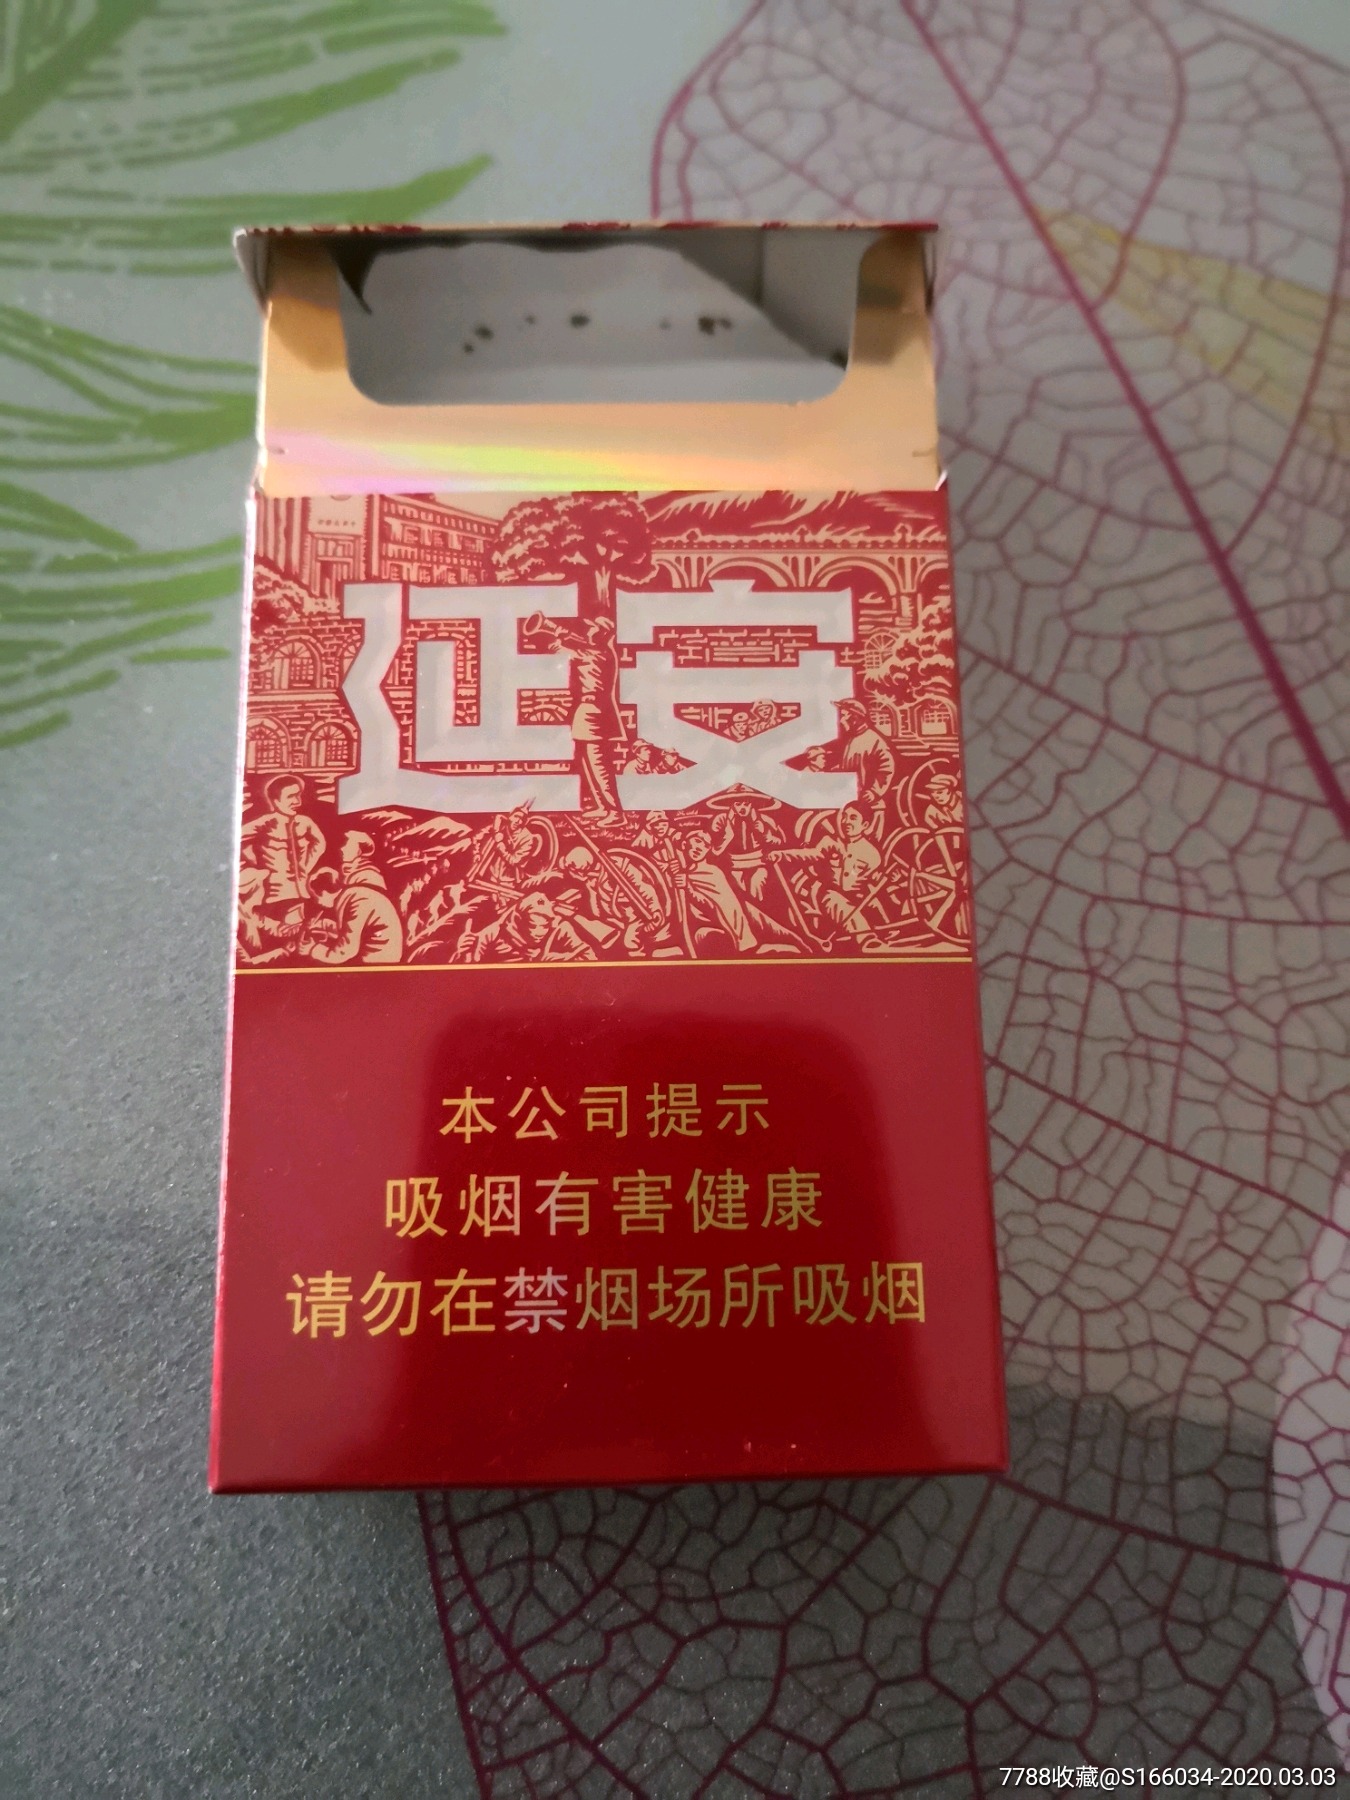 延安
本公司提示
吸烟有害健康
请勿在禁烟场所吸烟
7788收藏@S166034-2020.03.03